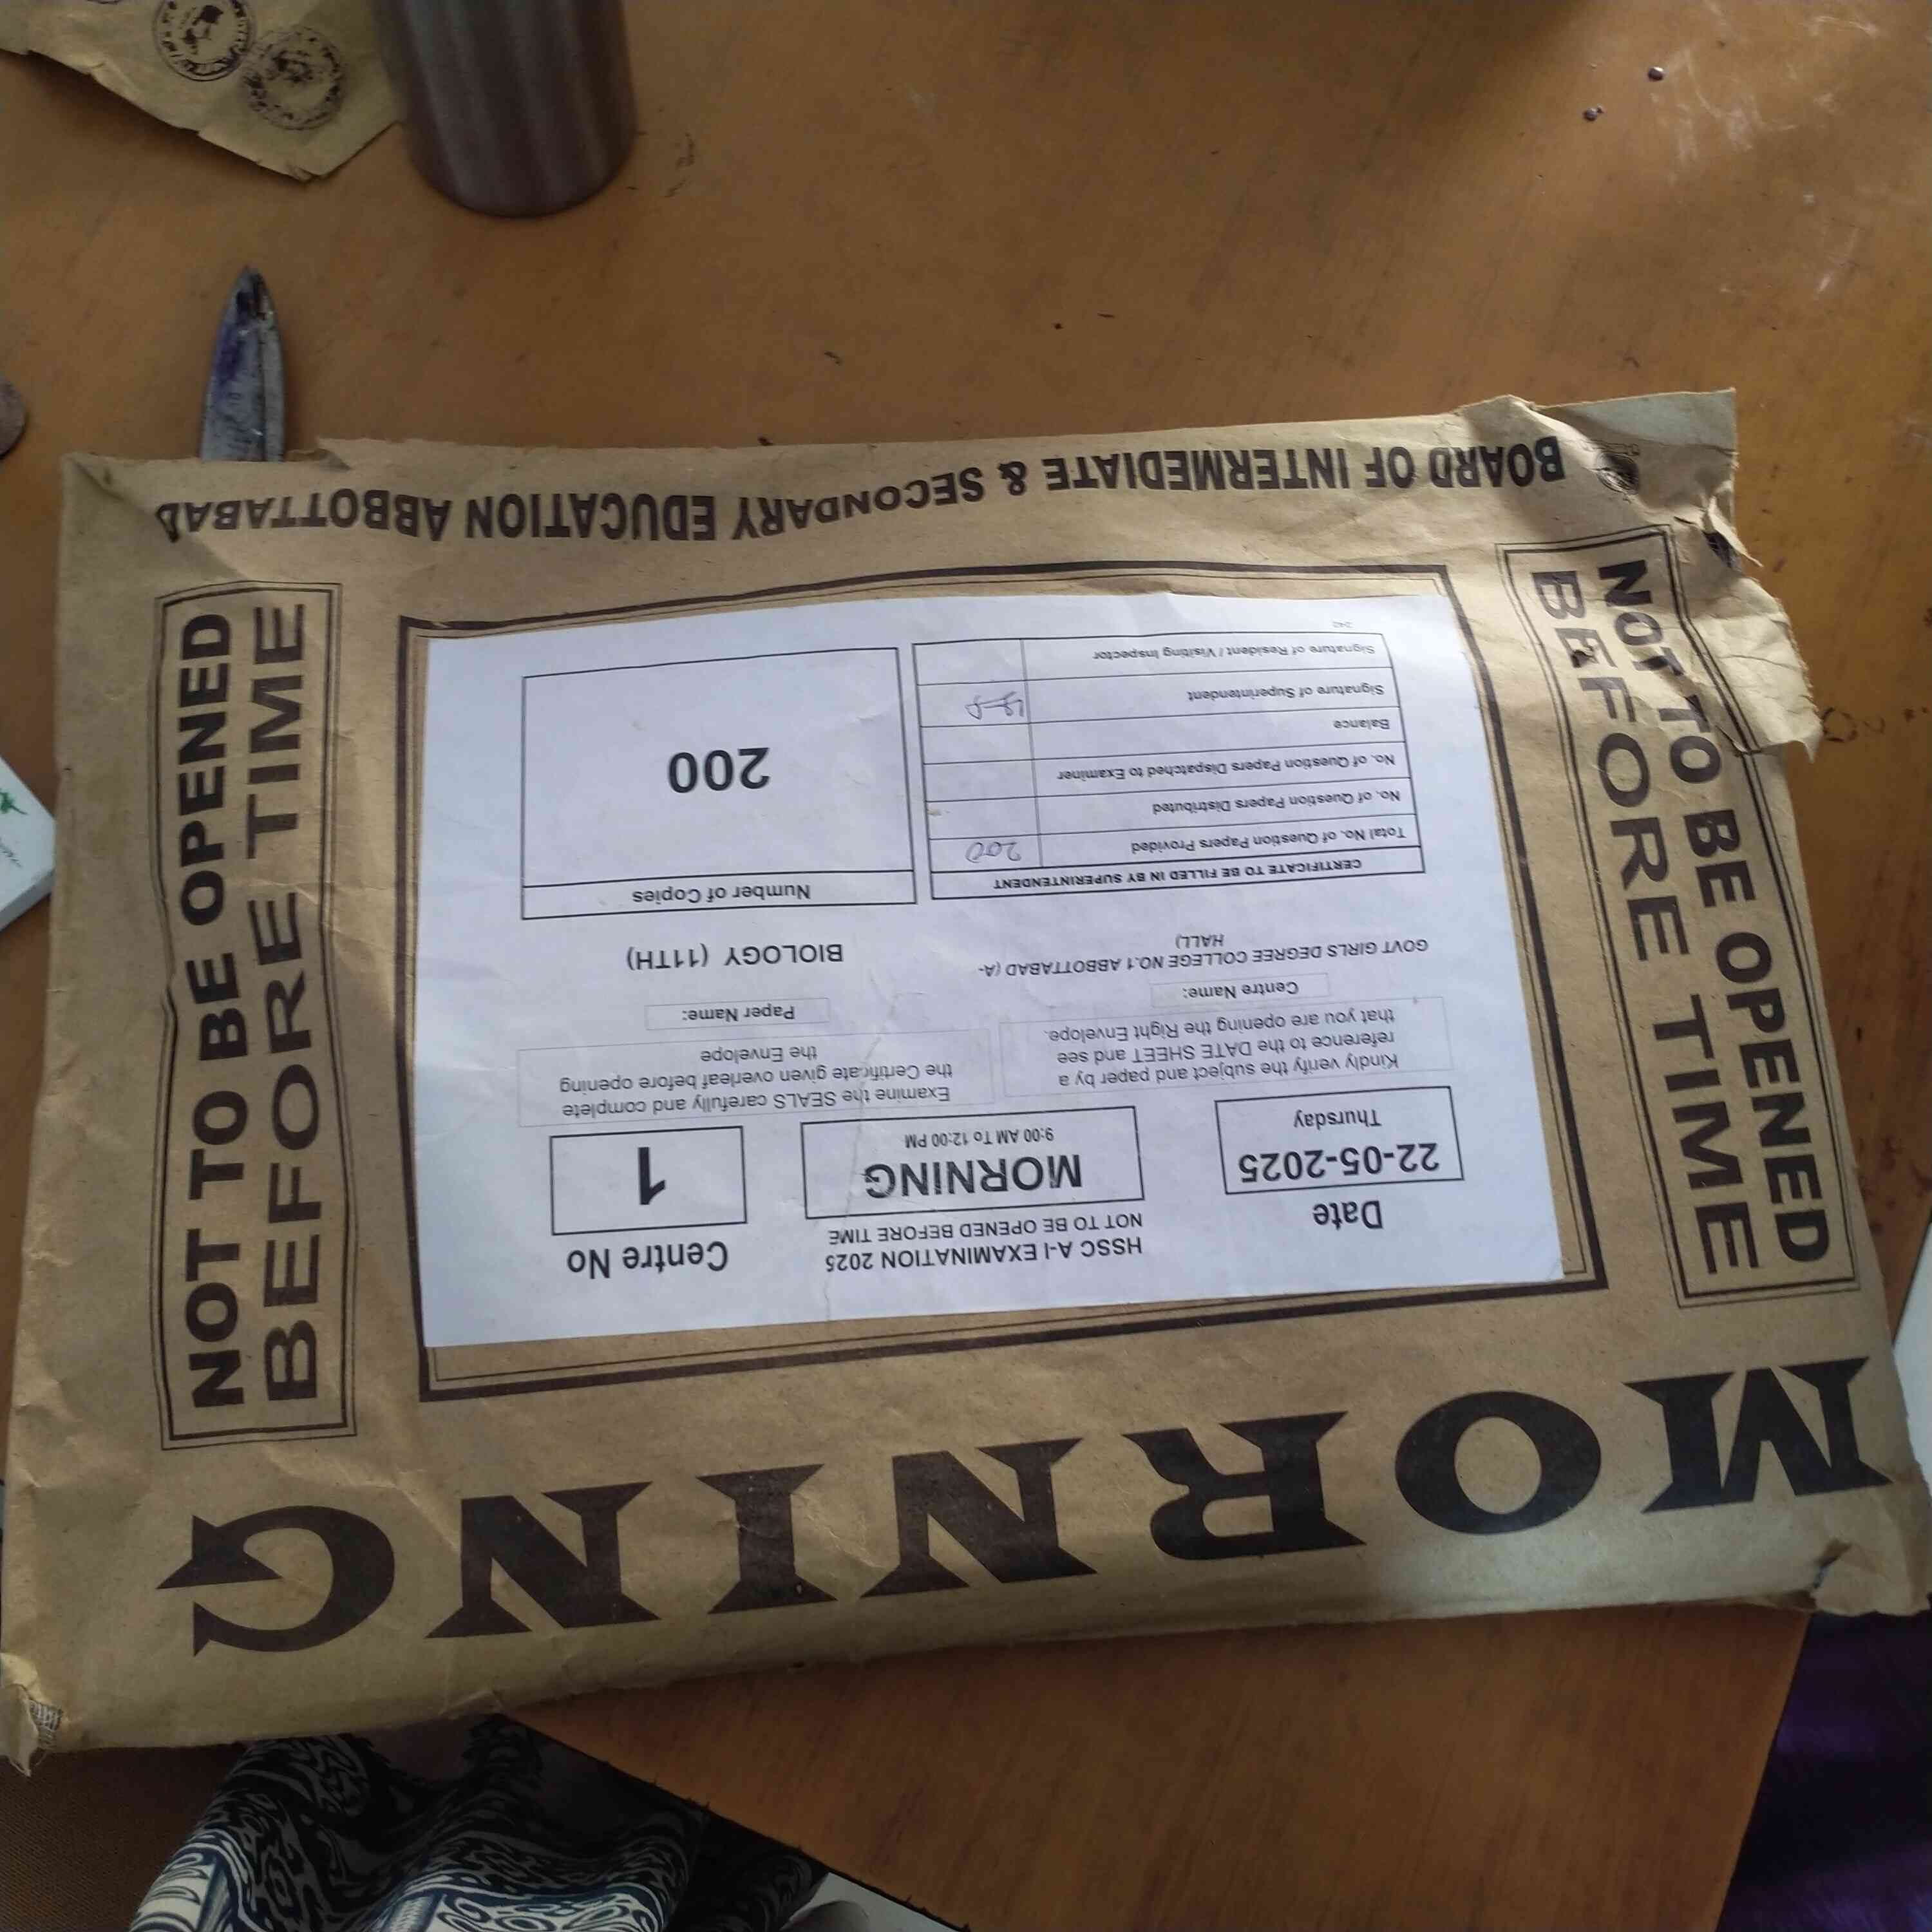 MORNING
NOT TO BE OPENED
BEFORE TIME
HSSC A-I EXAMINATION 2025
NOT TO BE OPENED BEFORE TIME
Date
22-05-2025
Thursday
MORNING
9:00 AM To 12:00 PM
Centre No
1
Kindly verify the subject and paper by a
reference to the DATE SHEET and see
that you are opening the Right Envelope.
Examine the SEALS carefully and complete
the Certificate given overleaf before opening
the Envelope
Centre Name:
GOVT GIRLS DEGREE COLLEGE NO.1 ABBOTTABAD (A-
HALL)
Paper Name:
BIOLOGY (11TH)
CERTIFICATE TO BE FILLED IN BY SUPERINTENDENT
Total No. of Question Papers Provided 200
No. of Question Papers Distributed
No. of Question Papers Dispatched to Examiner
Balance
Signature of Superintendent
Signature of Resident / Visiting Inspector
Number of Copies
200
NOT TO BE OPENED
BEFORE TIME
BOARD OF INTERMEDIATE & SECONDARY EDUCATION ABBOTTABAD